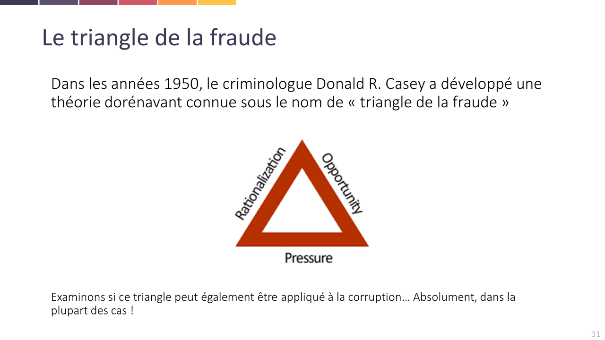 Le triangle de la fraude
Dans les années 1950, le criminologue Donald R. Casey a développé une
théorie dorénavant connue sous le nom de « triangle de la fraude »
Rationalization
Opportunity
Pressure
Examinons si ce triangle peut également être appliqué à la corruption... Absolument, dans la
plupart des cas !
31